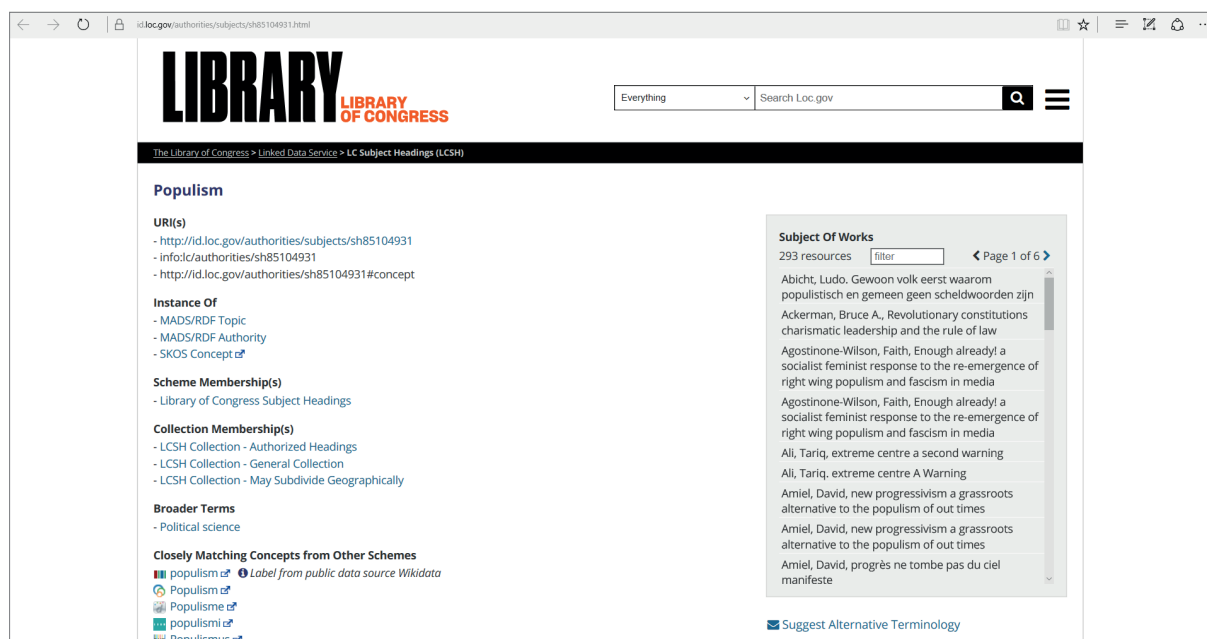 id.loc.gov/authorities/subjects/sh85104931.html
LIBRARY
LIBRARY
OF CONGRESS
Everything
Search Loc.gov
The Library of Congress > Linked Data Service > LC Subject Headings (LCSH)
Populism
URI(s)
- http://id.loc.gov/authorities/subjects/sh85104931
- info:lc/authorities/sh85104931
- http://id.loc.gov/authorities/sh85104931#concept
Instance Of
- MADS/RDF Topic
- MADS/RDF Authority
- SKOS Concept
Scheme Membership(s)
- Library of Congress Subject Headings
Collection Membership(s)
- LCSH Collection - Authorized Headings
- LCSH Collection - General Collection
- LCSH Collection - May Subdivide Geographically
Broader Terms
- Political science
Closely Matching Concepts from Other Schemes
populism Label from public data source Wikidata
Populism
Populisme
populismi
Populismus
Subject Of Works
293 resources filter Page 1 of 6
Abicht, Ludo. Gewoon volk eerst waarom
populistisch en gemeen geen scheldwoorden zijn
Ackerman, Bruce A., Revolutionary constitutions
charismatic leadership and the rule of law
Agostinone-Wilson, Faith, Enough already! a
socialist feminist response to the re-emergence of
right wing populism and fascism in media
Agostinone-Wilson, Faith, Enough already! a
socialist feminist response to the re-emergence of
right wing populism and fascism in media
Ali, Tariq, extreme centre a second warning
Ali, Tariq. extreme centre A Warning
Amiel, David, new progressivism a grassroots
alternative to the populism of out times
Amiel, David, new progressivism a grassroots
alternative to the populism of out times
Amiel, David, progrès ne tombe pas du ciel
manifeste
Suggest Alternative Terminology